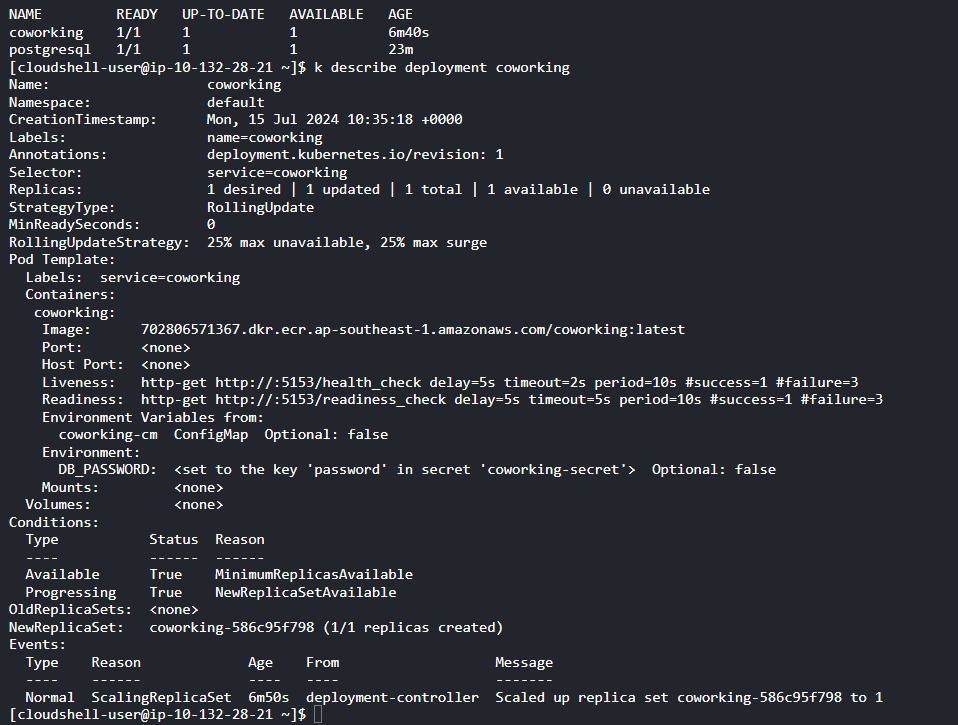 NAME         READY   UP-TO-DATE   AVAILABLE   AGE
coworking    1/1     1            1           6m40s
postgresql   1/1     1            1           23m
[cloudshell-user@ip-10-132-28-21 ~]$ k describe deployment coworking
Name:                   coworking
Namespace:              default
CreationTimestamp:      Mon, 15 Jul 2024 10:35:18 +0000
Labels:                 name=coworking
Annotations:            deployment.kubernetes.io/revision: 1
Selector:               service=coworking
Replicas:               1 desired | 1 updated | 1 total | 1 available | 0 unavailable
StrategyType:           RollingUpdate
MinReadySeconds:        0
RollingUpdateStrategy:  25% max unavailable, 25% max surge
Pod Template:
  Labels:  service=coworking
  Containers:
   coworking:
    Image:      702806571367.dkr.ecr.ap-southeast-1.amazonaws.com/coworking:latest
    Port:       <none>
    Host Port:  <none>
    Liveness:   http-get http://:5153/health_check delay=5s timeout=2s period=10s #success=1 #failure=3
    Readiness:  http-get http://:5153/readiness_check delay=5s timeout=5s period=10s #success=1 #failure=3
    Environment Variables from:
      coworking-cm  ConfigMap  Optional: false
    Environment:
      DB_PASSWORD:  <set to the key 'password' in secret 'coworking-secret'>  Optional: false
    Mounts:         <none>
  Volumes:          <none>
Conditions:
  Type           Status  Reason
  ----           ------  ------
  Available      True    MinimumReplicasAvailable
  Progressing    True    NewReplicaSetAvailable
OldReplicaSets:  <none>
NewReplicaSet:   coworking-586c95f798 (1/1 replicas created)
Events:
  Type    Reason             Age    From                   Message
  ----    ------             ----   ----                   -------
  Normal  ScalingReplicaSet  6m50s  deployment-controller  Scaled up replica set coworking-586c95f798 to 1
[cloudshell-user@ip-10-132-28-21 ~]$